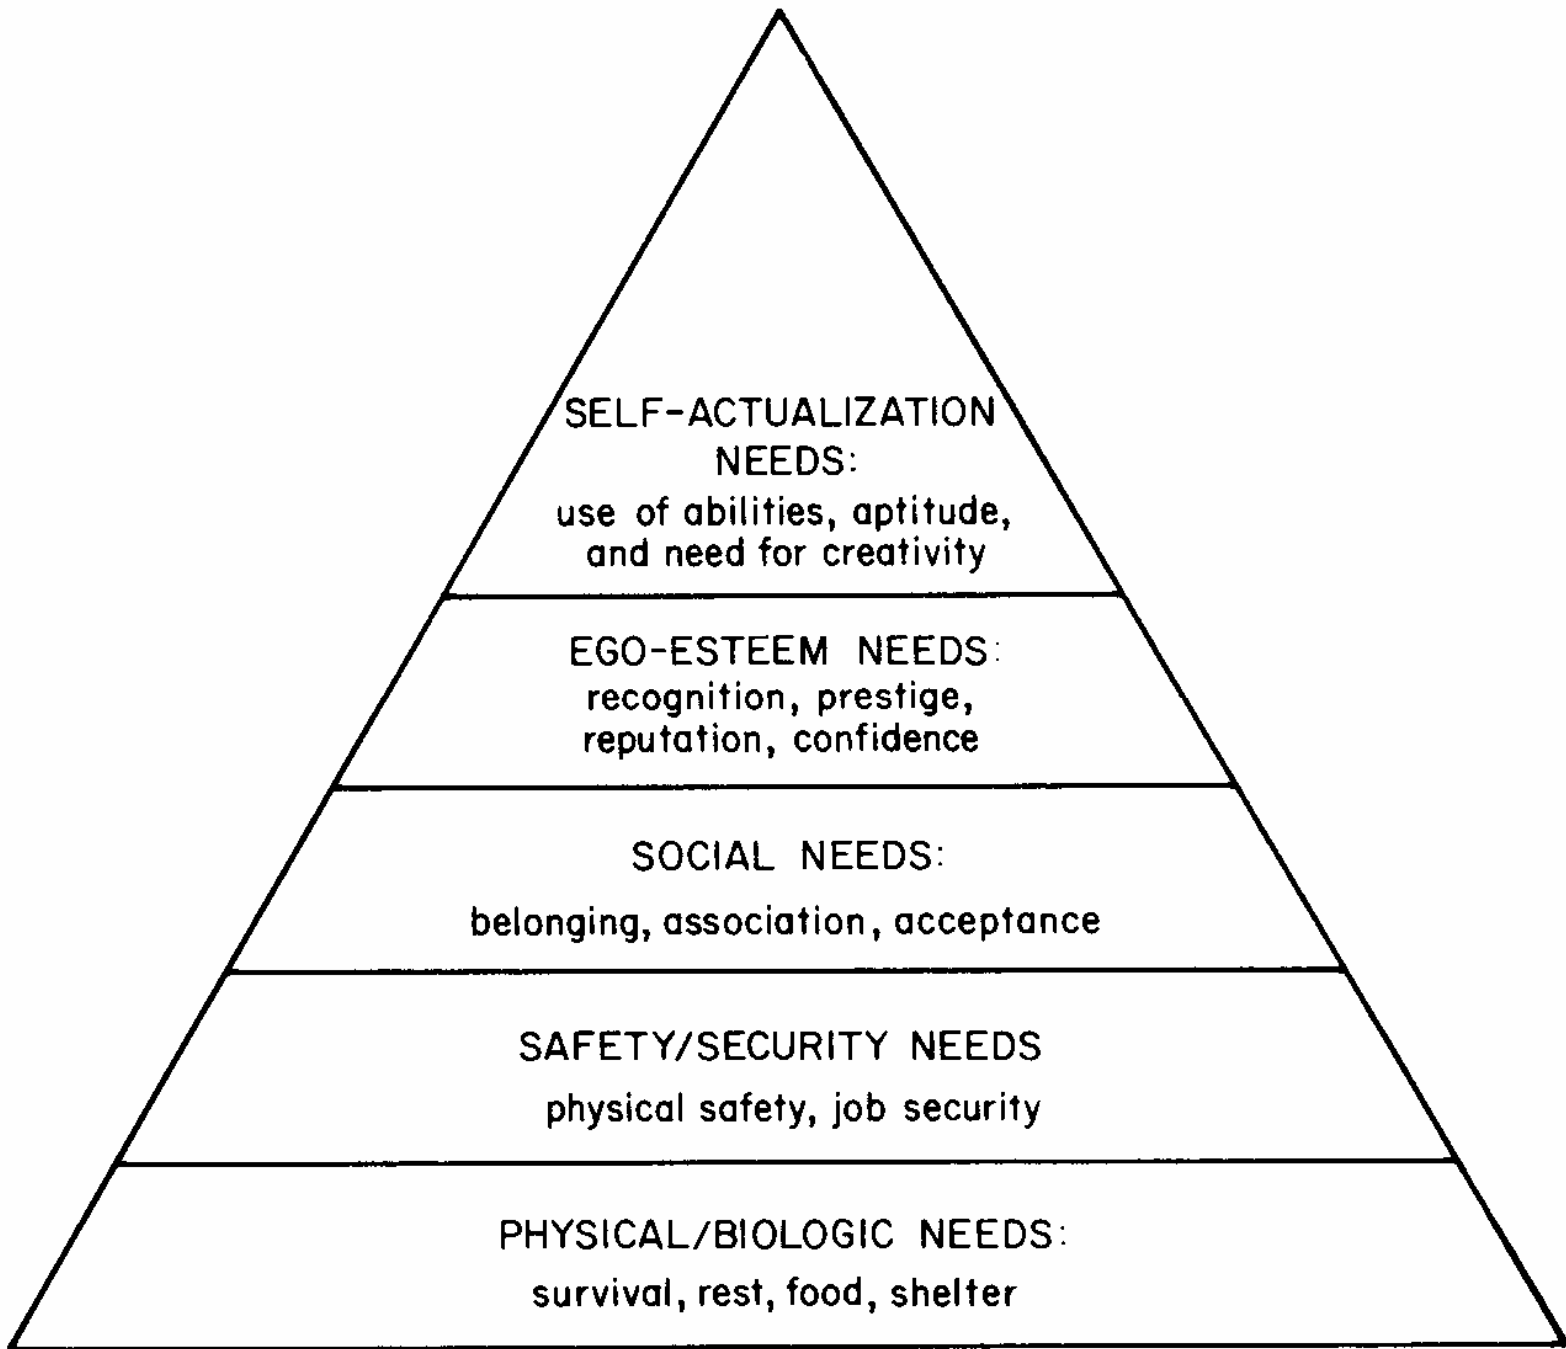 SELF-ACTUALIZATION
NEEDS:
use of abilities, aptitude,
and need for creativity
EGO-ESTEEM NEEDS:
recognition, prestige,
reputation, confidence
SOCIAL NEEDS:
belonging, association, acceptance
SAFETY/SECURITY NEEDS
physical safety, job security
PHYSICAL/BIOLOGIC NEEDS:
survival, rest, food, shelter